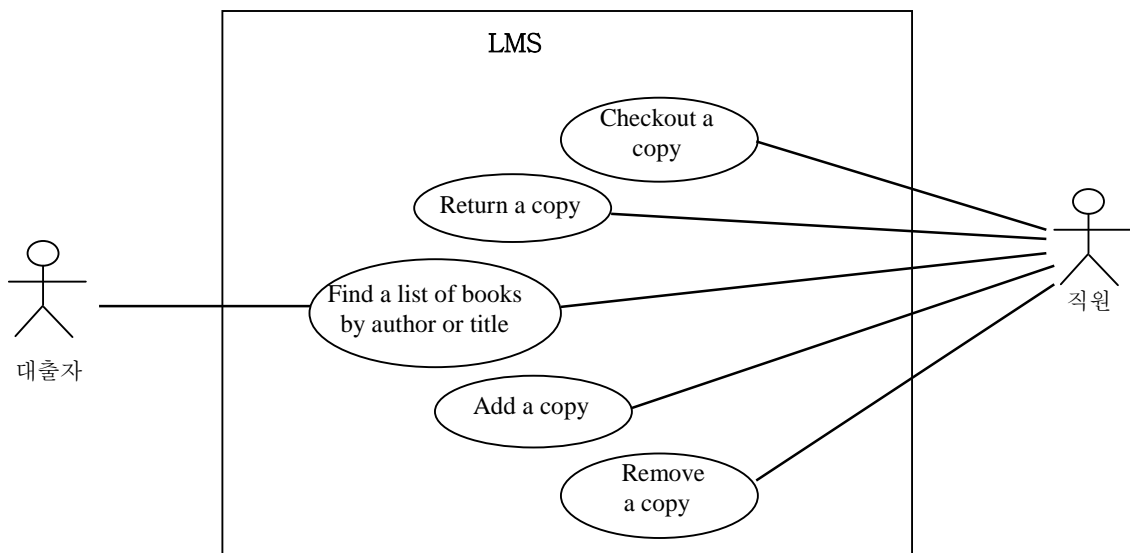 LMS
Checkout a
copy
Return a copy
Find a list of books
by author or title
대출자
직원
Add a copy
Remove
a copy